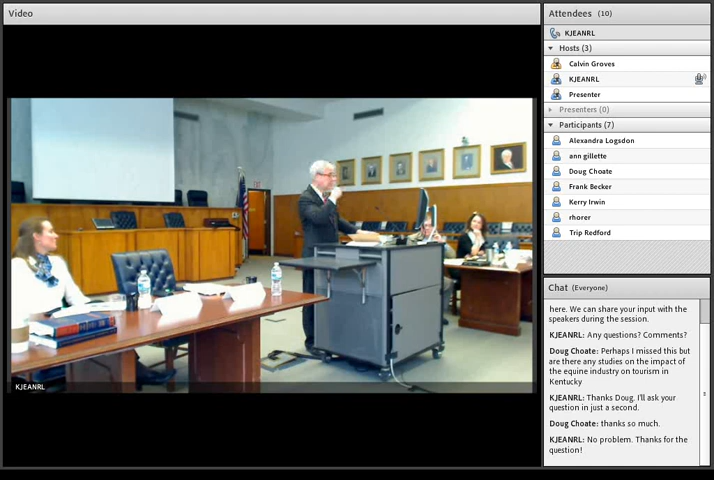 Video
KJEANRL
Attendees (10)
KJEANRL
Hosts (3)
Calvin Groves
KJEANRL
Presenter
Presenters (0)
Participants (7)
Alexandra Logsdon
ann gillette
Doug Choate
Frank Becker
Kerry Irwin
rhorer
Trip Redford
Chat (Everyone)
here. We can share your input with the
speakers during the session.
KJEANRL: Any questions? Comments?
Doug Choate: Perhaps I missed this but
are there any studies on the impact of
the equine industry on tourism in
Kentucky
KJEANRL: Thanks Doug. I'll ask your
question in just a second.
Doug Choate: thanks so much.
KJEANRL: No problem. Thanks for the
question!